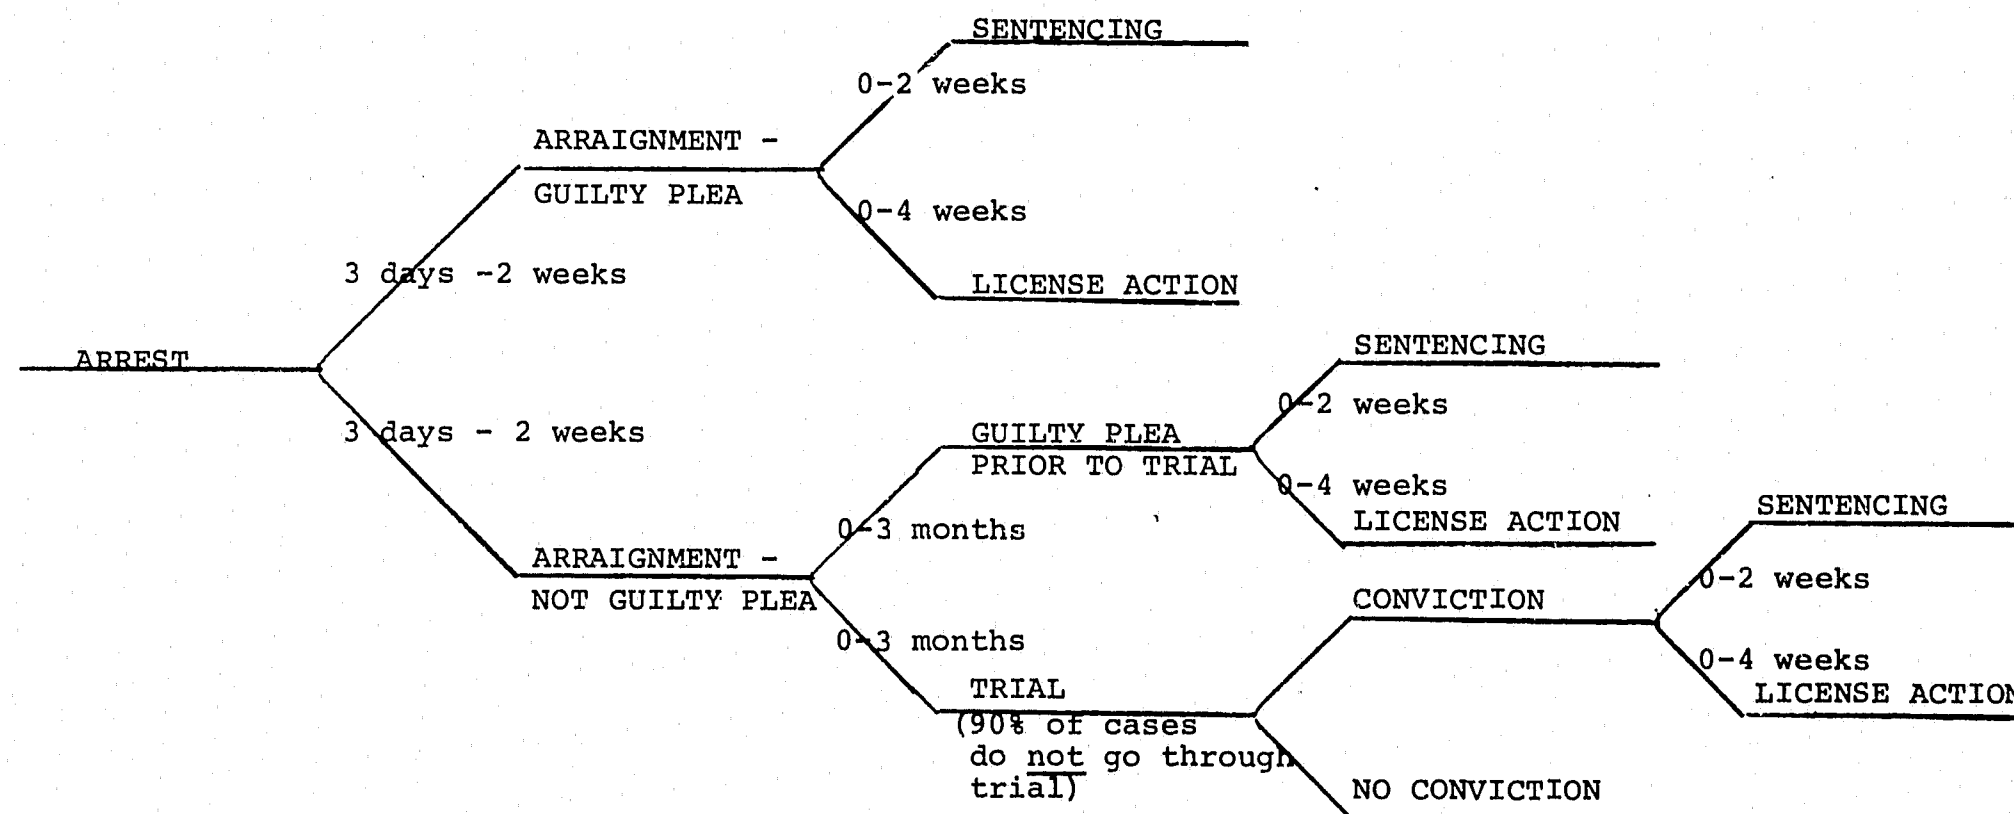 SENTENCING
0-2 weeks
ARRAIGNMENT -
GUILTY PLEA
0-4 weeks
3 days -2 weeks
LICENSE ACTION
ARREST
SENTENCING
0-2 weeks
3 days - 2 weeks
GUILTY PLEA
PRIOR TO TRIAL
0-4 weeks
LICENSE ACTION
SENTENCING
0-3 months
ARRAIGNMENT -
NOT GUILTY PLEA
0-2 weeks
CONVICTION
0-3 months
0-4 weeks
LICENSE ACTION
TRIAL
(90% of cases
do not go through
trial)
NO CONVICTION